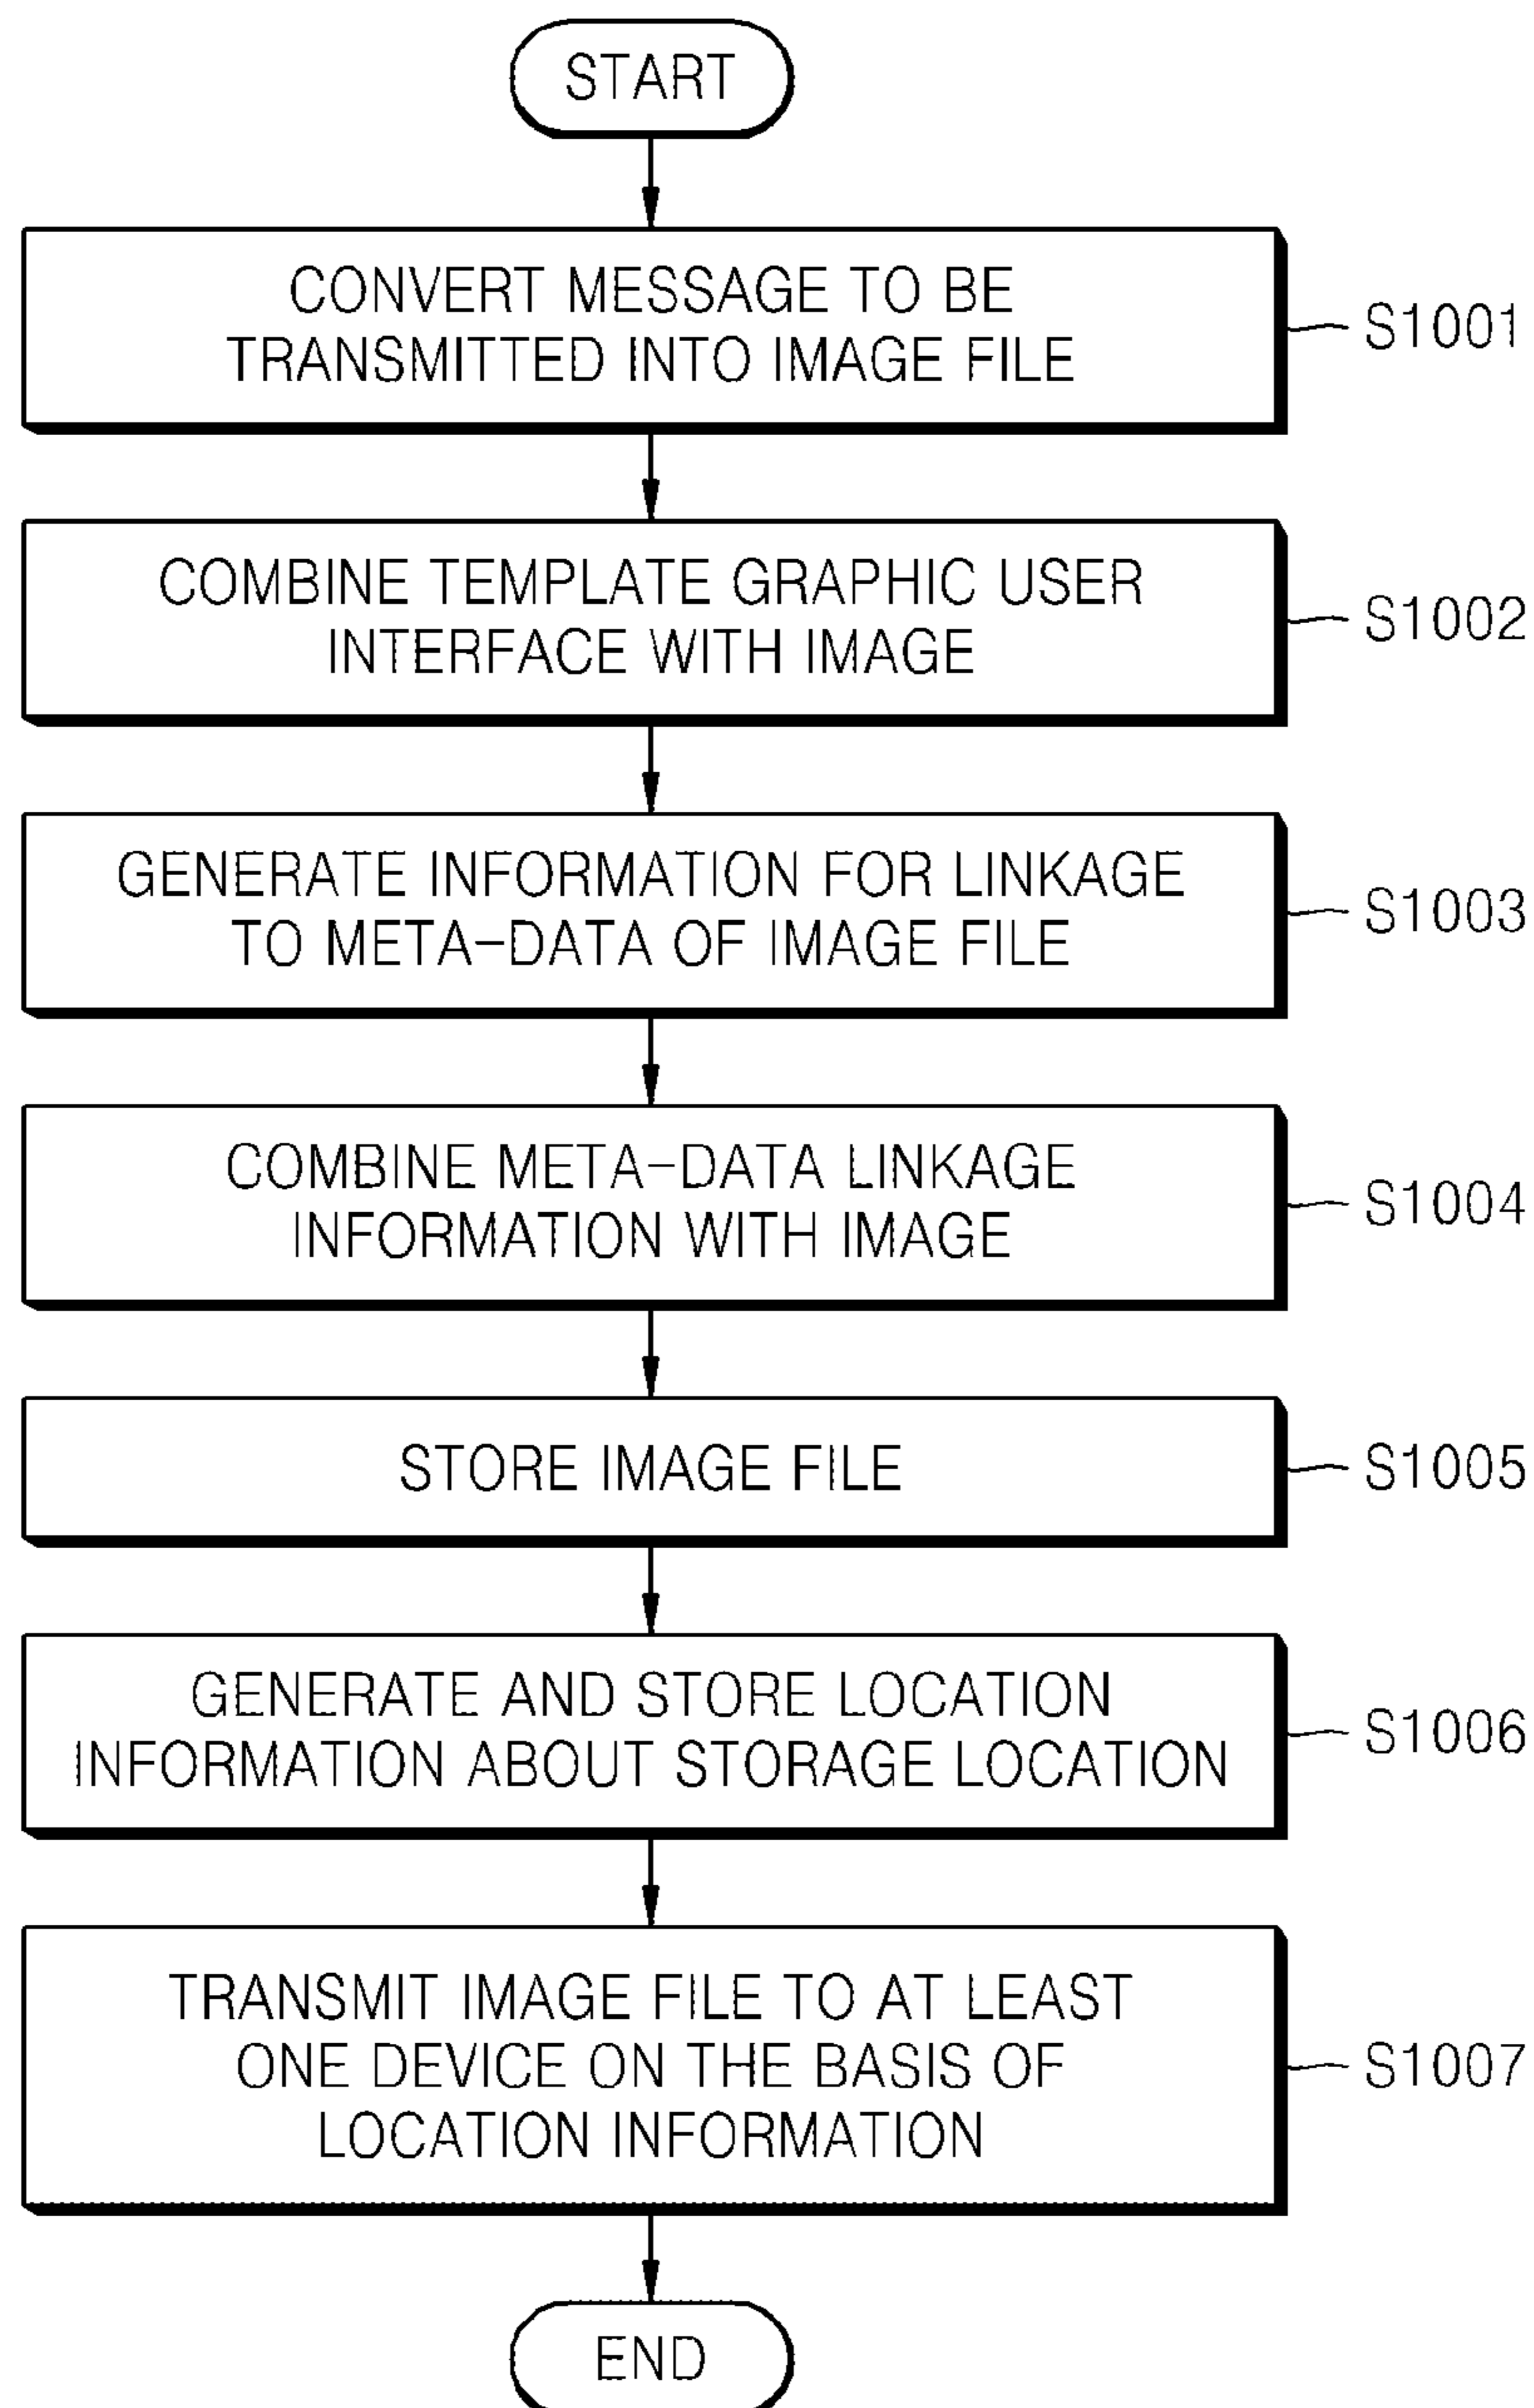 START
CONVERT MESSAGE TO BE
TRANSMITTED INTO IMAGE FILE
S1001
COMBINE TEMPLATE GRAPHIC USER
INTERFACE WITH IMAGE
S1002
GENERATE INFORMATION FOR LINKAGE
TO META-DATA OF IMAGE FILE
S1003
COMBINE META-DATA LINKAGE
INFORMATION WITH IMAGE
S1004
STORE IMAGE FILE
S1005
GENERATE AND STORE LOCATION
INFORMATION ABOUT STORAGE LOCATION
S1006
TRANSMIT IMAGE FILE TO AT LEAST
ONE DEVICE ON THE BASIS OF
LOCATION INFORMATION
S1007
END